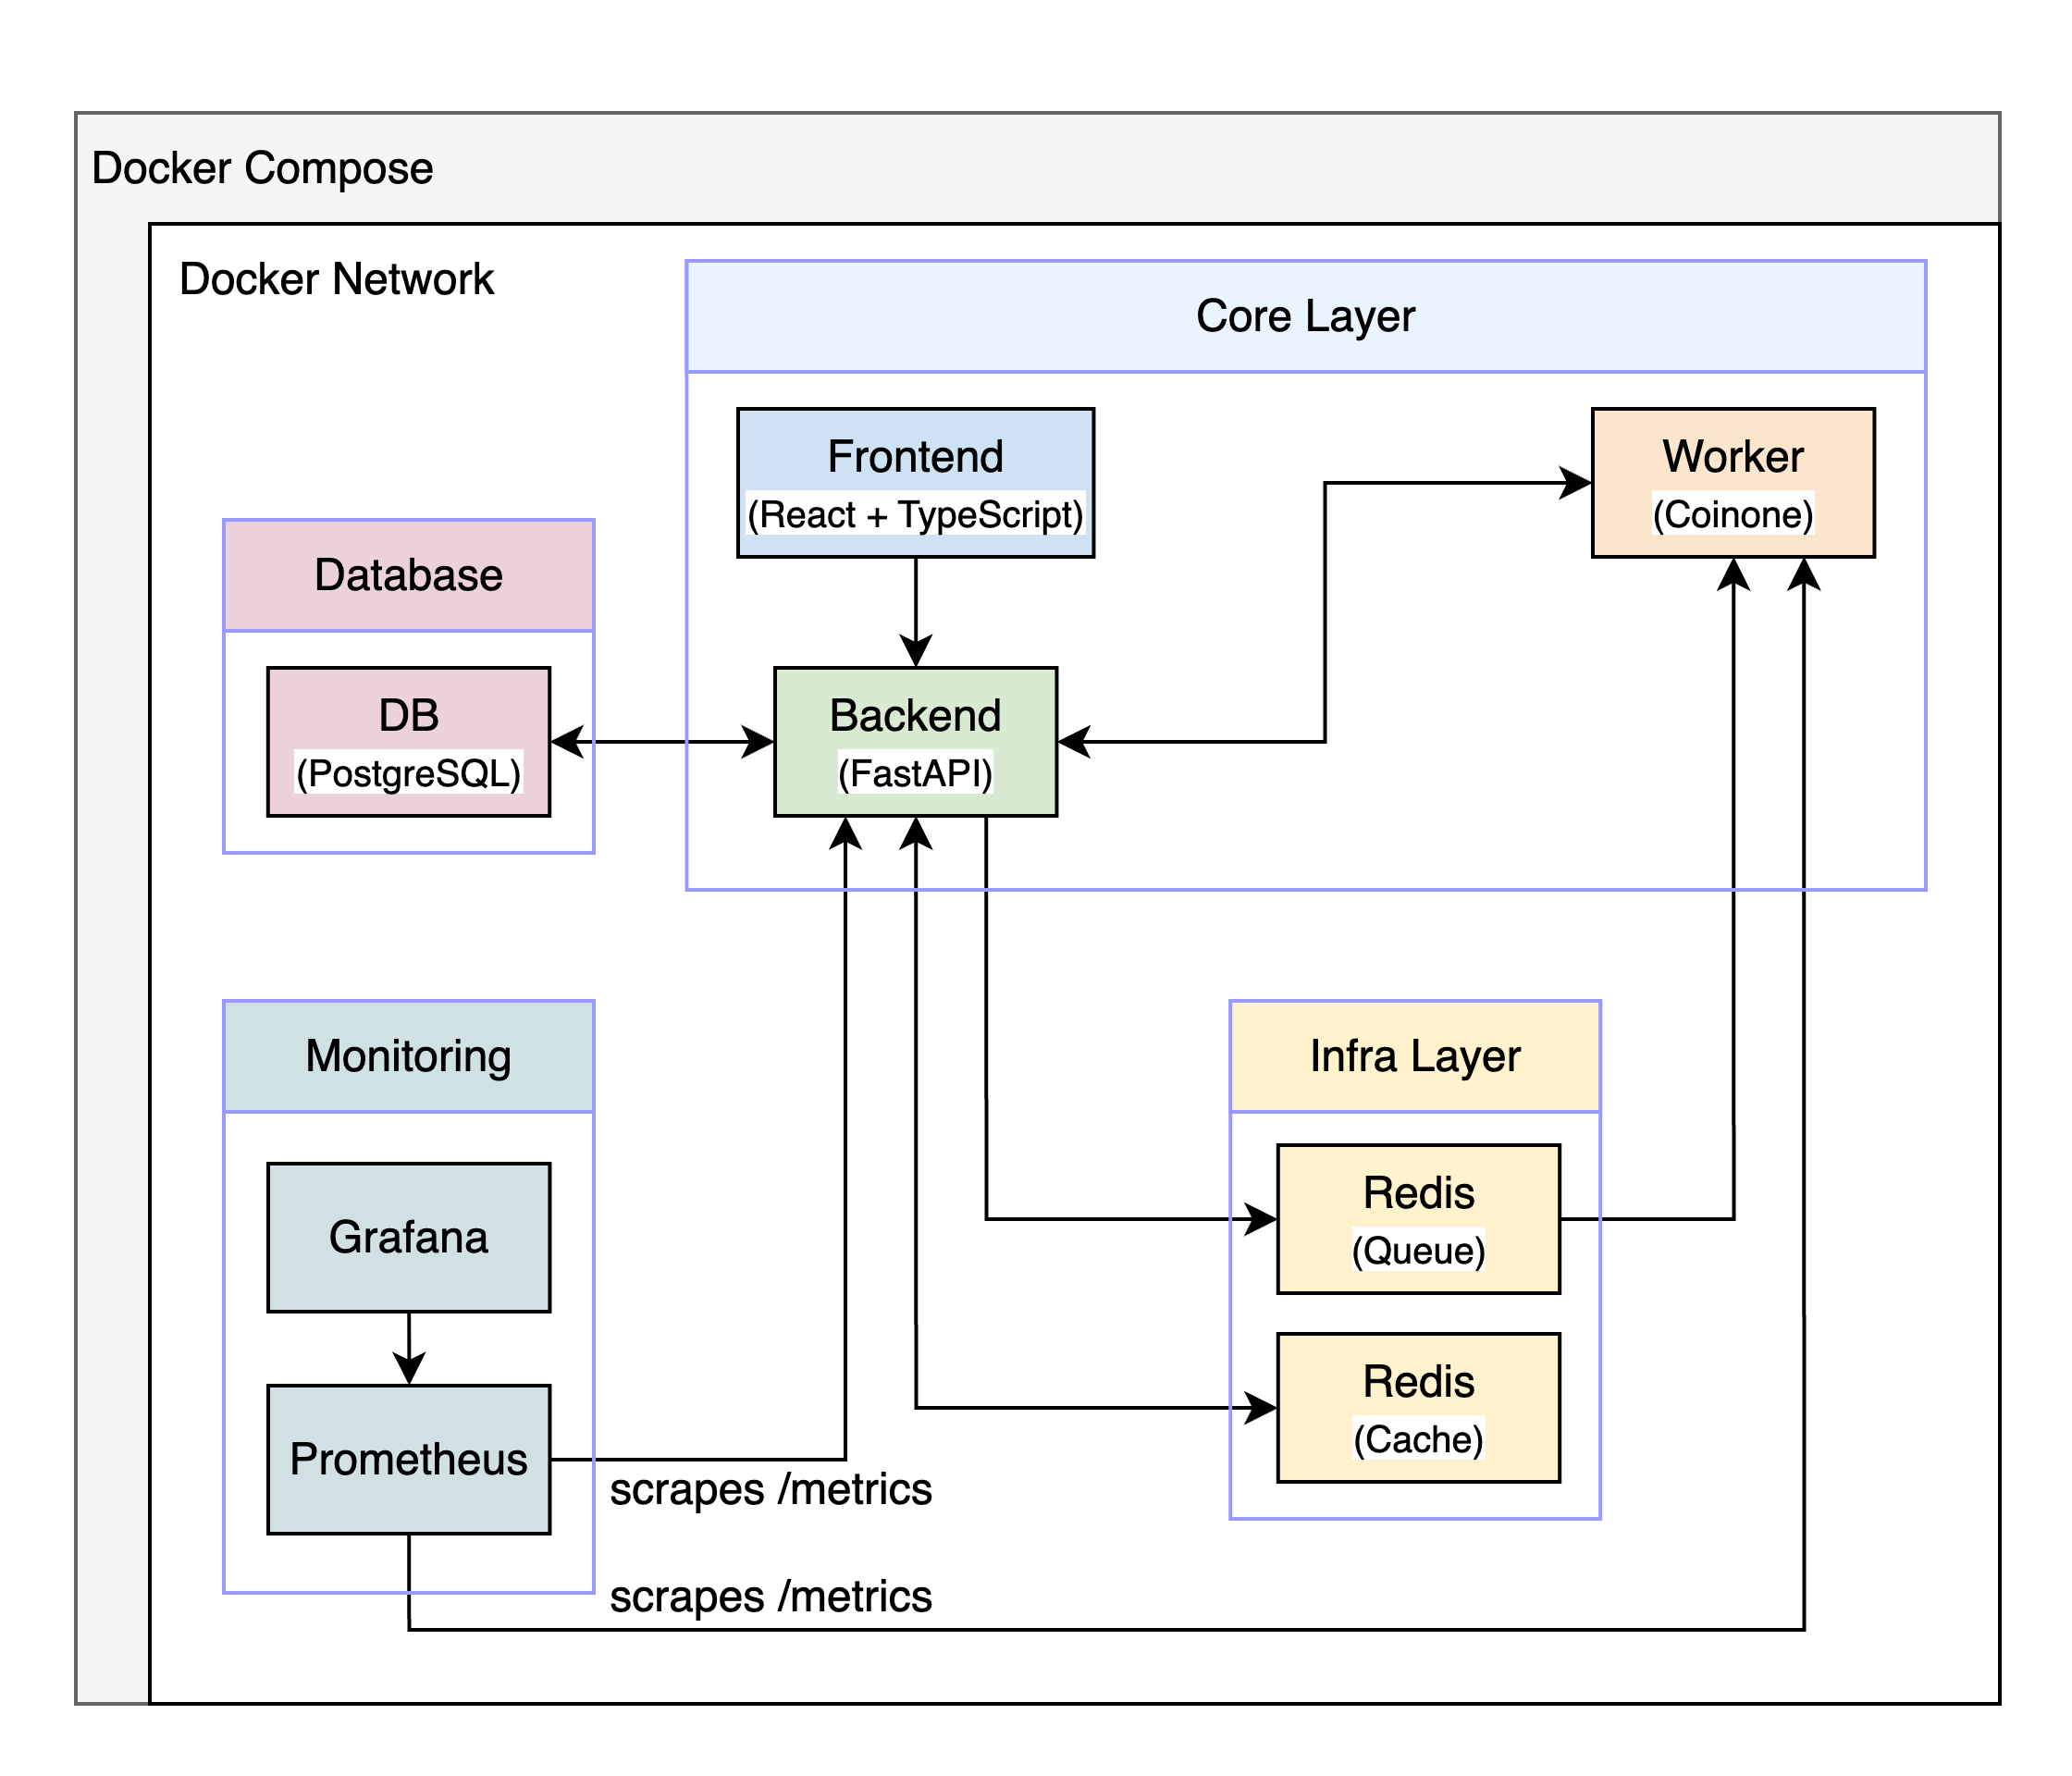 Docker Compose
Docker Network
Core Layer
Frontend
(React + TypeScript)
Worker
(Coinone)
Database
DB
(PostgreSQL)
Backend
(FastAPI)
Monitoring
Grafana
Prometheus
scrapes /metrics
scrapes /metrics
Infra Layer
Redis
(Queue)
Redis
(Cache)